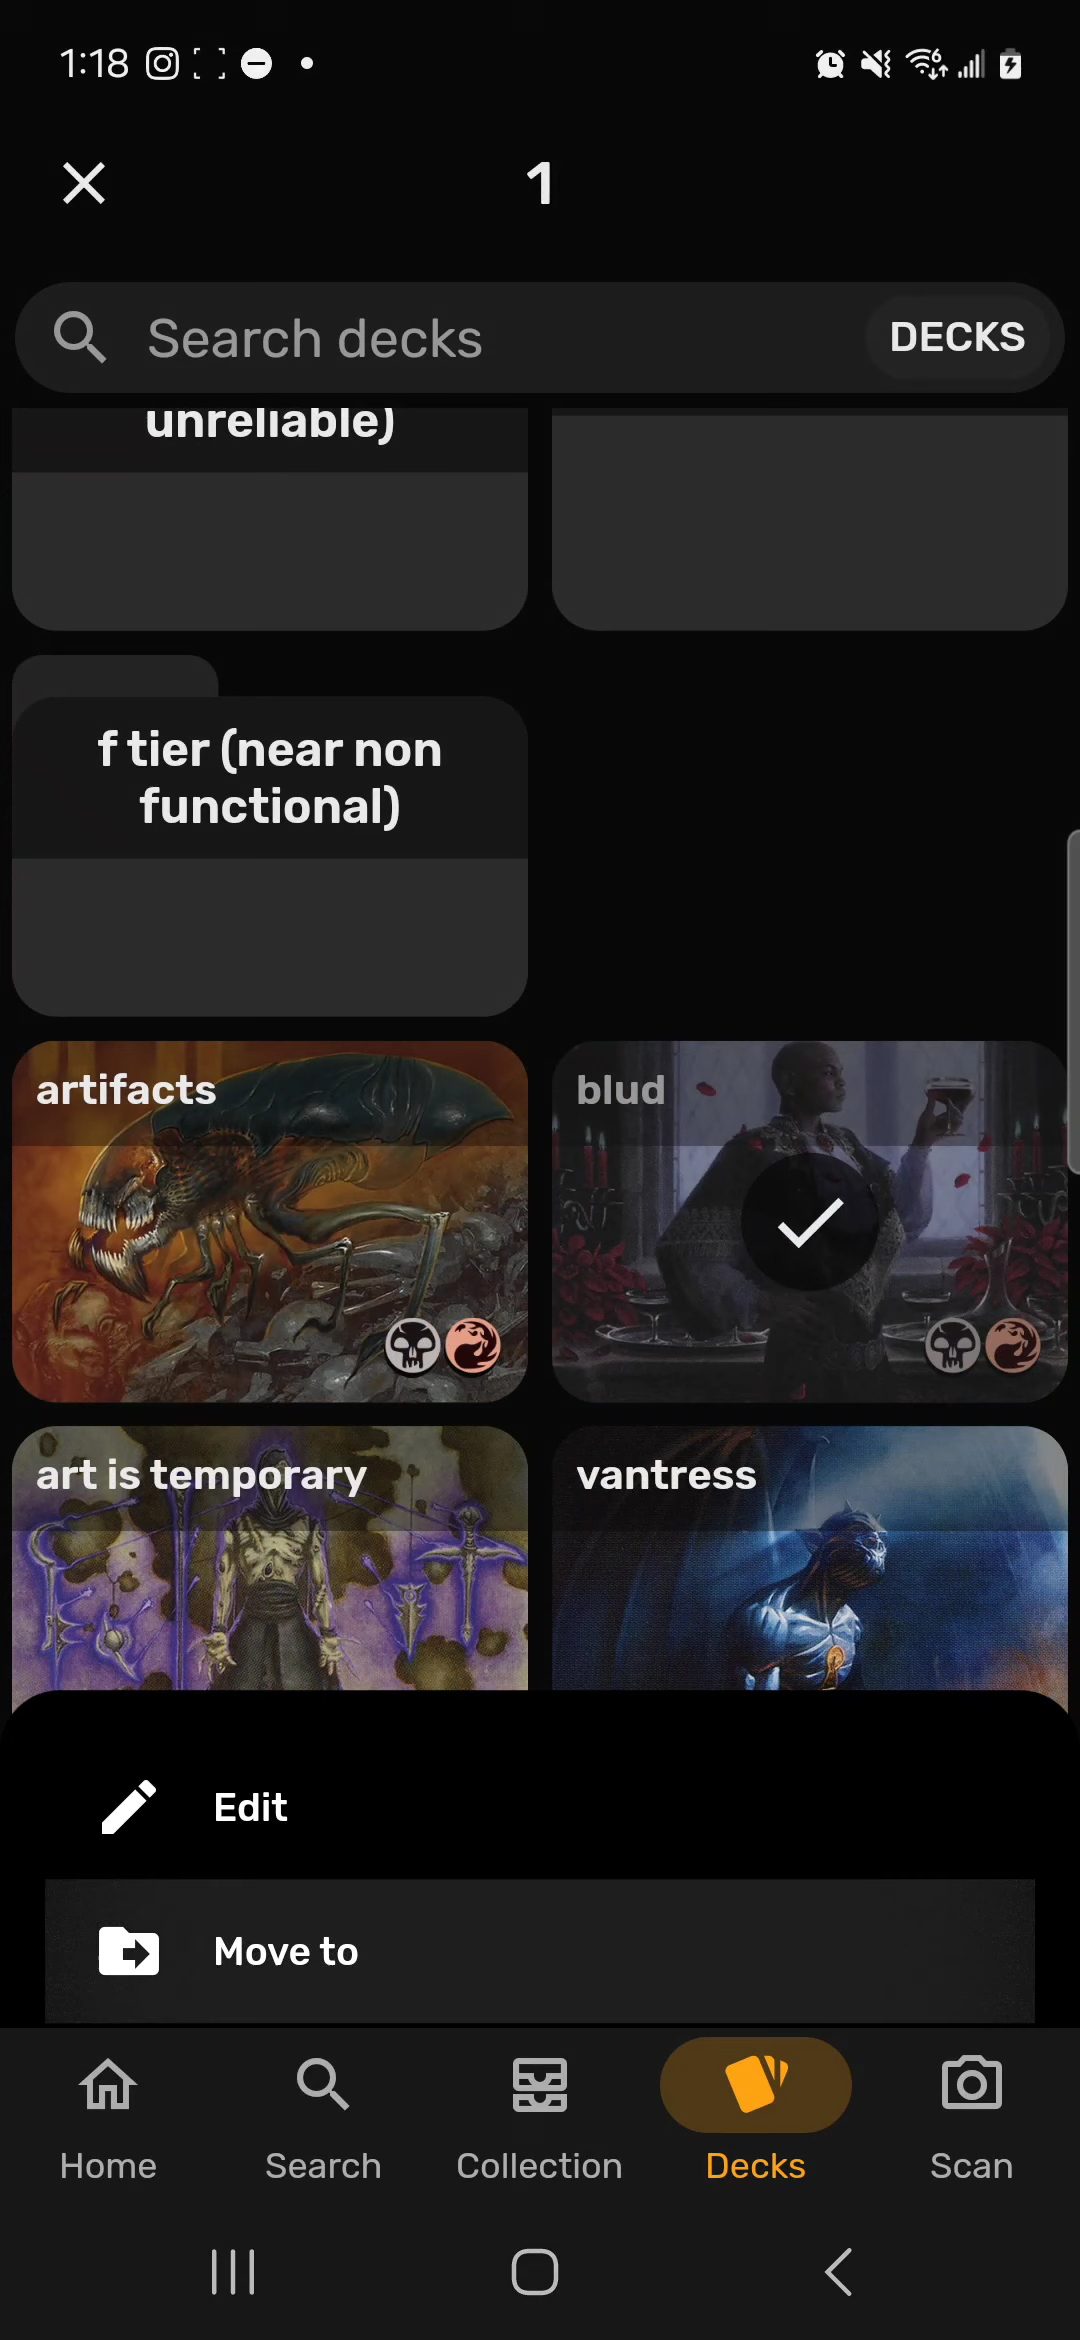 1:18
1
Search decks
DECKS
unreliable)
f tier (near non
functional)
artifacts
blud
art is temporary
vantress
Edit
Move to
Home
Search
Collection
Decks
Scan